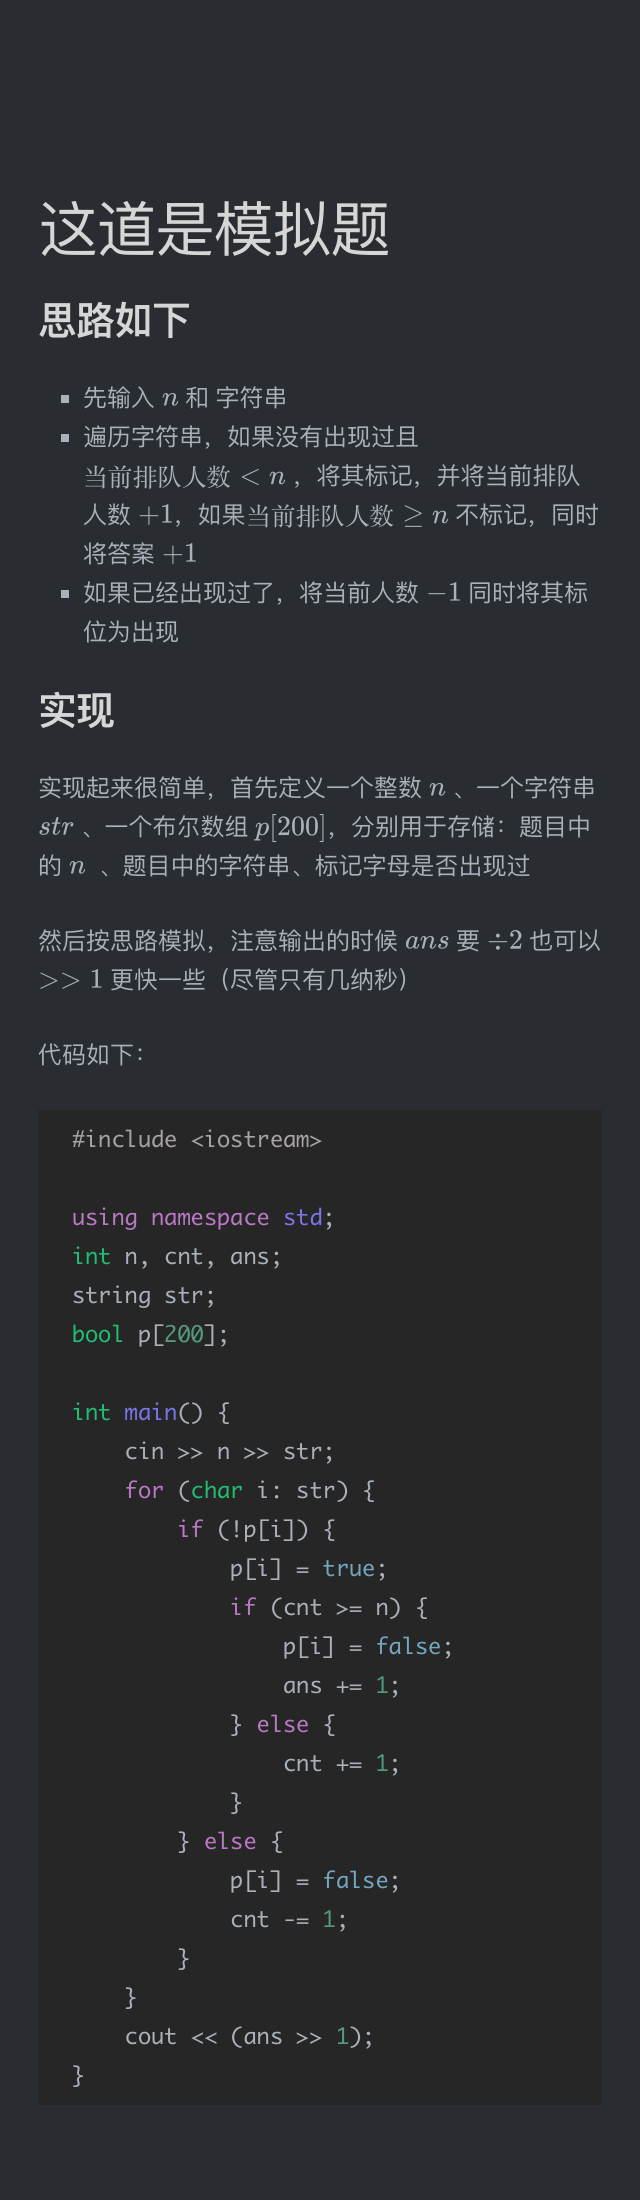 这道是模拟题
思路如下
先输入 n 和 字符串
遍历字符串，如果没有出现过且
当前排队人数 < n ，将其标记，并将当前排队
人数 +1，如果当前排队人数 ≥ n 不标记，同时
将答案 +1
如果已经出现过了，将当前人数 −1 同时将其标
位为出现
实现
实现起来很简单，首先定义一个整数 n 、一个字符串
str 、一个布尔数组 p[200]，分别用于存储：题目中
的 n 、题目中的字符串、标记字母是否出现过
然后按思路模拟，注意输出的时候 ans 要 ÷2 也可以
>> 1 更快一些（尽管只有几纳秒）
代码如下：
#include <iostream>
using namespace std;
int n, cnt, ans;
string str;
bool p[200];
int main() {
    cin >> n >> str;
    for (char i: str) {
        if (!p[i]) {
            p[i] = true;
            if (cnt >= n) {
                p[i] = false;
                ans += 1;
            } else {
                cnt += 1;
            }
        } else {
            p[i] = false;
            cnt -= 1;
        }
    }
    cout << (ans >> 1);
}